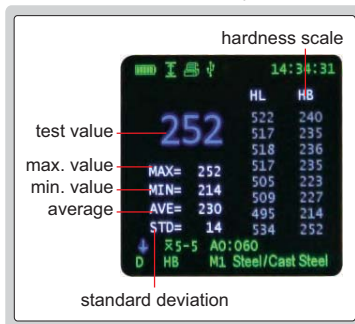 hardness scale
14:34:31
HL HB
test value 252
522 240
517 235
518 236
517 235
505 223
509 227
495 214
534 252
max. value MAX= 252
min. value MIN= 214
average AVE= 230
STD= 14
x̅5-5 A0:060
D HB M1 Steel/Cast Steel
standard deviation